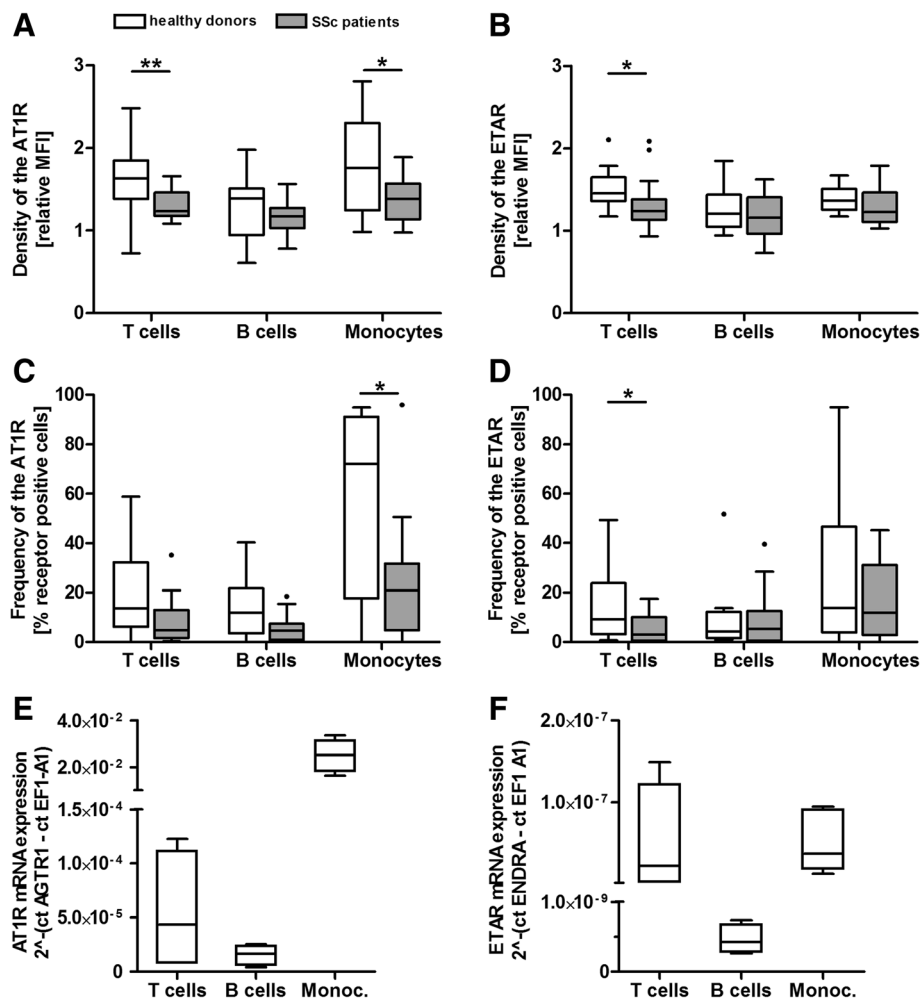 A healthy donors SSc patients B
Density of the AT1R
[relative MFI]
3
2
1
0
**
*
T cells B cells Monocytes
Density of the ETAR
[relative MFI]
3
2
1
0
*
T cells B cells Monocytes
C
Frequency of the AT1R
[% receptor positive cells]
100
80
60
40
20
0
*
T cells B cells Monocytes
D
Frequency of the ETAR
[% receptor positive cells]
100
80
60
40
20
0
*
T cells B cells Monocytes
E
AT1R mRNA expression
2^-(ct AGTR1 - ct EF1-A1)
4.0×10-2
2.0×10-2
1.5×10-4
1.0×10-4
5.0×10-5
0
T cells B cells Monoc.
F
ETAR mRNA expression
2^-(ct ENDRA - ct EF1 A1)
2.0×10-7
1.0×10-7
1.0×10-9
0
T cells B cells Monoc.